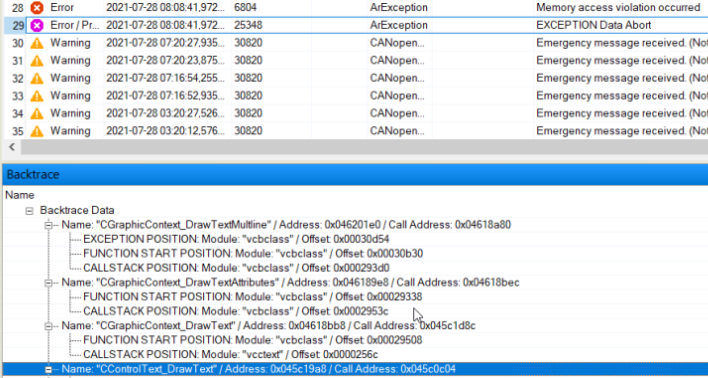 28 Error 2021-07-28 08:08:41,972... 6804 ArException Memory access violation occurred
29 Error / Pr... 2021-07-28 08:08:41,972... 25348 ArException EXCEPTION Data Abort
30 Warning 2021-07-28 07:20:27,935... 30820 CANopen... Emergency message received. (Not
31 Warning 2021-07-28 07:20:23,875... 30820 CANopen... Emergency message received. (Not
32 Warning 2021-07-28 07:16:54,255... 30820 CANopen... Emergency message received. (Not
33 Warning 2021-07-28 07:16:52,935... 30820 CANopen... Emergency message received. (Not
34 Warning 2021-07-28 03:20:27,526... 30820 CANopen... Emergency message received. (Not
35 Warning 2021-07-28 03:20:12,576... 30820 CANopen... Emergency message received. (Not
Backtrace
Name
Backtrace Data
Name: "CGraphicContext_DrawTextMultline" / Address: 0x046201e0 / Call Address: 0x04618a80
EXCEPTION POSITION: Module: "vcbclass" / Offset: 0x00030d54
FUNCTION START POSITION: Module: "vcbclass" / Offset: 0x00030b30
CALLSTACK POSITION: Module: "vcbclass" / Offset: 0x000293d0
Name: "CGraphicContext_DrawTextAttributes" / Address: 0x046189e8 / Call Address: 0x04618bec
FUNCTION START POSITION: Module: "vcbclass" / Offset: 0x00029338
CALLSTACK POSITION: Module: "vcbclass" / Offset: 0x0002953c
Name: "CGraphicContext_DrawText" / Address: 0x04618bb8 / Call Address: 0x045c1d8c
FUNCTION START POSITION: Module: "vcbclass" / Offset: 0x00029508
CALLSTACK POSITION: Module: "vcctext" / Offset: 0x0000256c
Name: "CControlText_DrawText" / Address: 0x045c19a8 / Call Address: 0x045c0c04